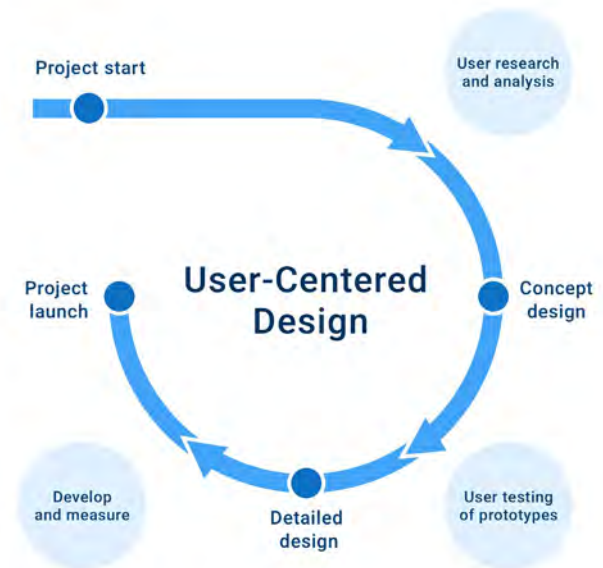 Project start
User research
and analysis
User-Centered
Design
Project
launch
Concept
design
Develop
and measure
Detailed
design
User testing
of prototypes